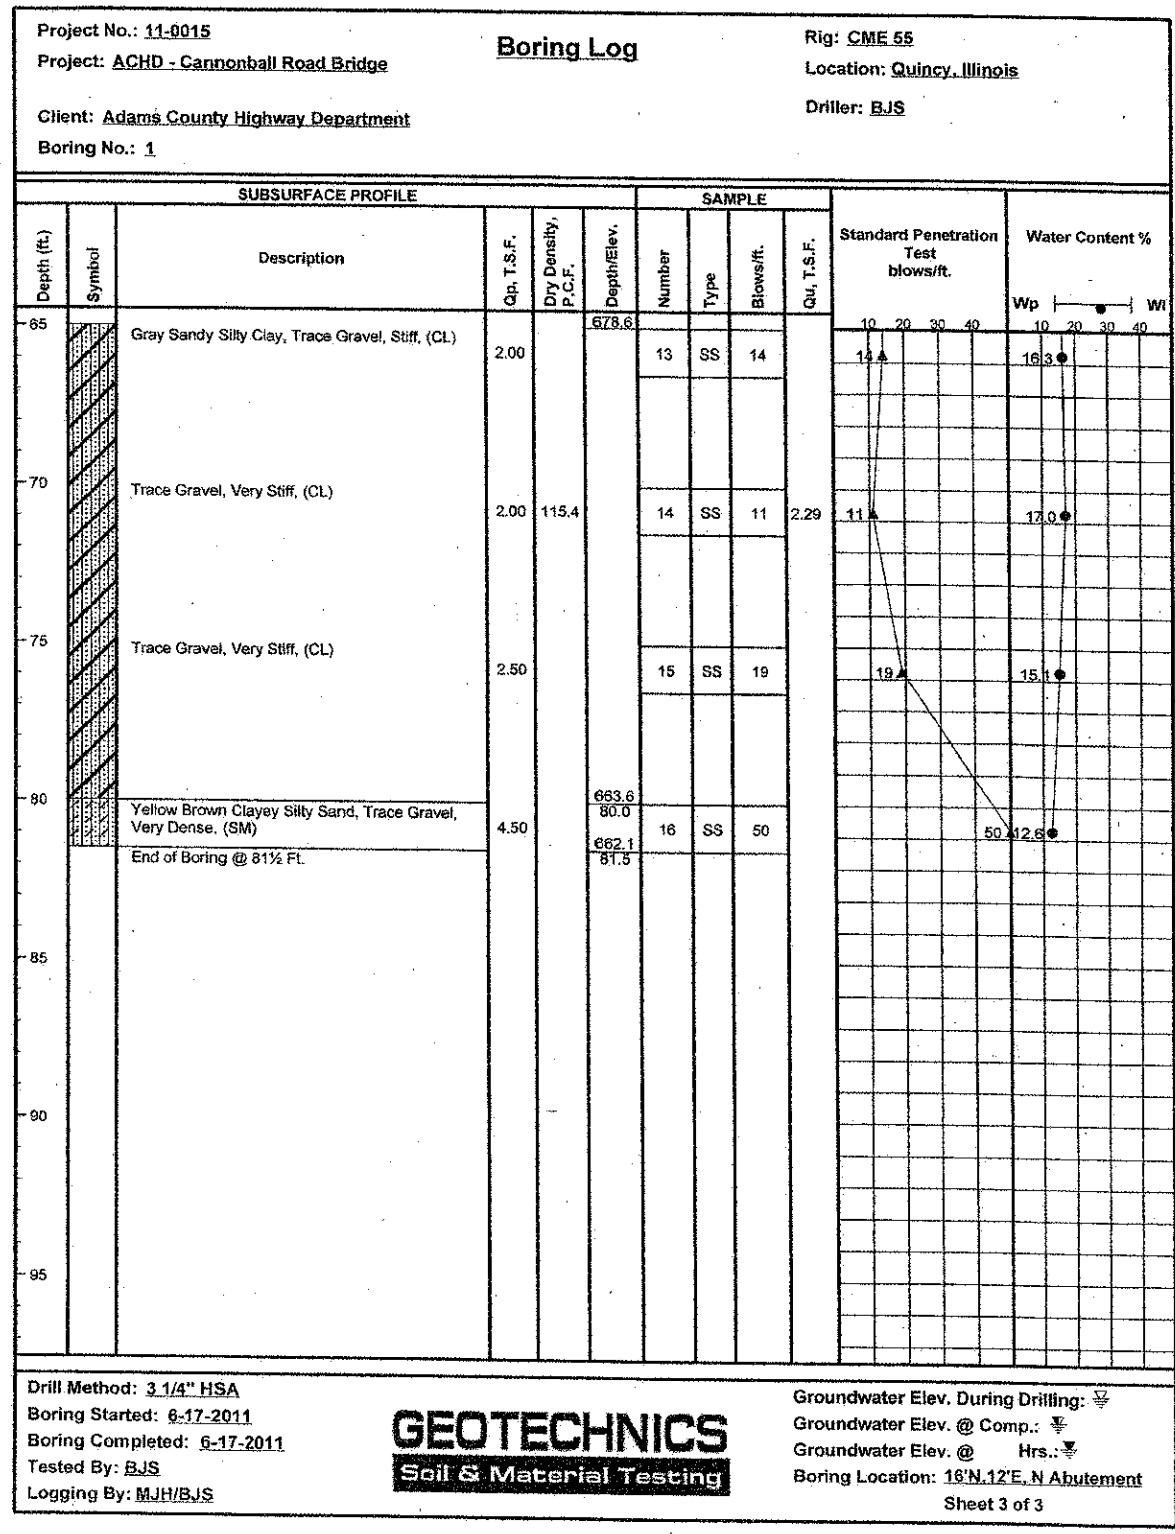 Project No.: 11-0015
Project: ACHD - Cannonball Road Bridge
Client: Adams County Highway Department
Boring No.: 1
Boring Log
Rig: CME 55
Location: Quincy, Illinois
Driller: BJS
SUBSURFACE PROFILE
SAMPLE
Depth (ft.)
Symbol
Description
Qp, T.S.F.
Dry Density, P.C.F.
Depth/Elev.
Number
Type
Blows/ft.
Qu, T.S.F.
Standard Penetration
Test
blows/ft.
Water Content %
Wp Wl
10 20 30 40
10 20 30 40
65
678.6
Gray Sandy Silty Clay, Trace Gravel, Stiff, (CL)
2.00 13 SS 14 14 16.3
70
Trace Gravel, Very Stiff, (CL)
2.00 115.4 14 SS 11 2.29 11 17.0
75
Trace Gravel, Very Stiff, (CL)
2.50 15 SS 19 19 15.1
80
663.6
80.0
Yellow Brown Clayey Silty Sand, Trace Gravel,
Very Dense, (SM)
4.50 16 SS 50 50 12.6
662.1
81.5
End of Boring @ 81½ Ft.
85
90
95
Drill Method: 3 1/4" HSA
Boring Started: 6-17-2011
Boring Completed: 6-17-2011
Tested By: BJS
Logging By: MJH/BJS
GEOTECHNICS
Soil & Material Testing
Groundwater Elev. During Drilling:
Groundwater Elev. @ Comp.:
Groundwater Elev. @ Hrs.:
Boring Location: 16'N,12'E, N Abutement
Sheet 3 of 3